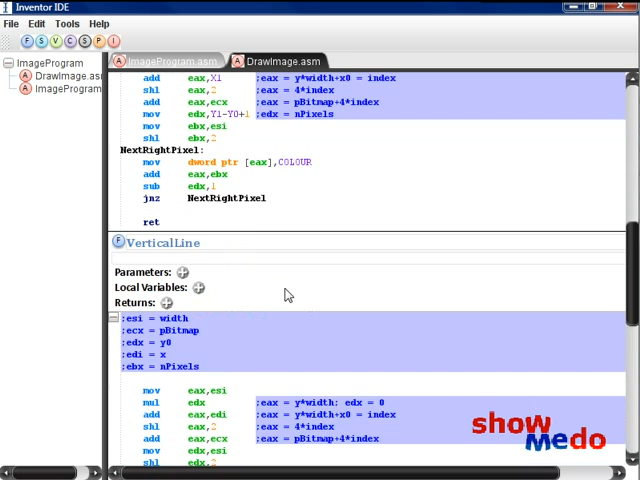 Inventor IDE
File Edit Tools Help
F S V C S P I
ImageProgram
A DrawImage.asm
A ImageProgram
A ImageProgram.asm
A DrawImage.asm
add eax,X1 ;eax = y*width+x0 = index
shl eax,2 ;eax = 4*index
add eax,ecx ;eax = pBitmap+4*index
mov edx,Y1-Y0+1 ;edx = nPixels
mov ebx,esi
shl ebx,2
NextRightPixel:
mov dword ptr [eax],COLOUR
add eax,ebx
sub edx,1
jnz NextRightPixel
ret
F VerticalLine
Parameters:
Local Variables:
Returns:
;esi = width
;ecx = pBitmap
;edx = y0
;edi = x
;ebx = nPixels
mov eax,esi
mul edx ;eax = y*width; edx = 0
add eax,edi ;eax = y*width+x0 = index
shl eax,2 ;eax = 4*index
add eax,ecx ;eax = pBitmap+4*index
mov edx,esi
shl edx,2
show
medo